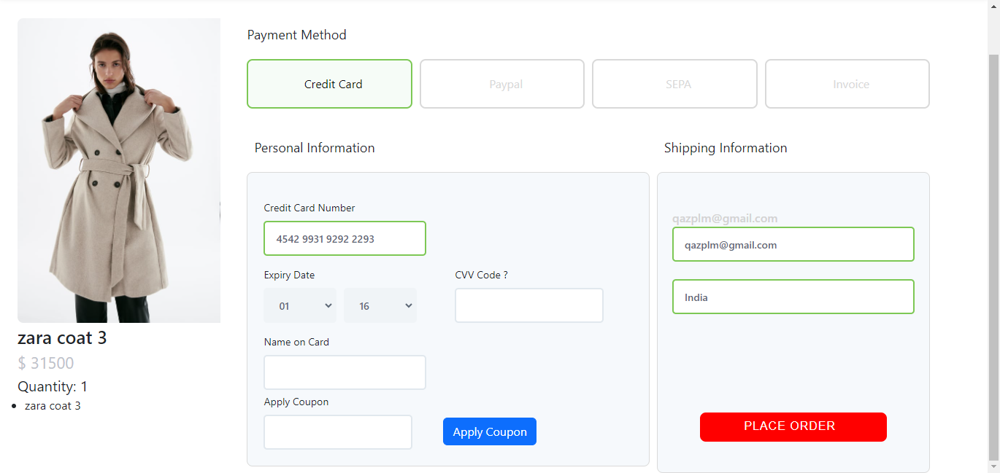 Payment Method
Credit Card
Paypal
SEPA
Invoice
Personal Information
Shipping Information
Credit Card Number
4542 9931 9292 2293
Expiry Date
CVV Code ?
01
16
Name on Card
Apply Coupon
Apply Coupon
qazplm@gmail.com
qazplm@gmail.com
India
PLACE ORDER
zara coat 3
$ 31500
Quantity: 1
zara coat 3